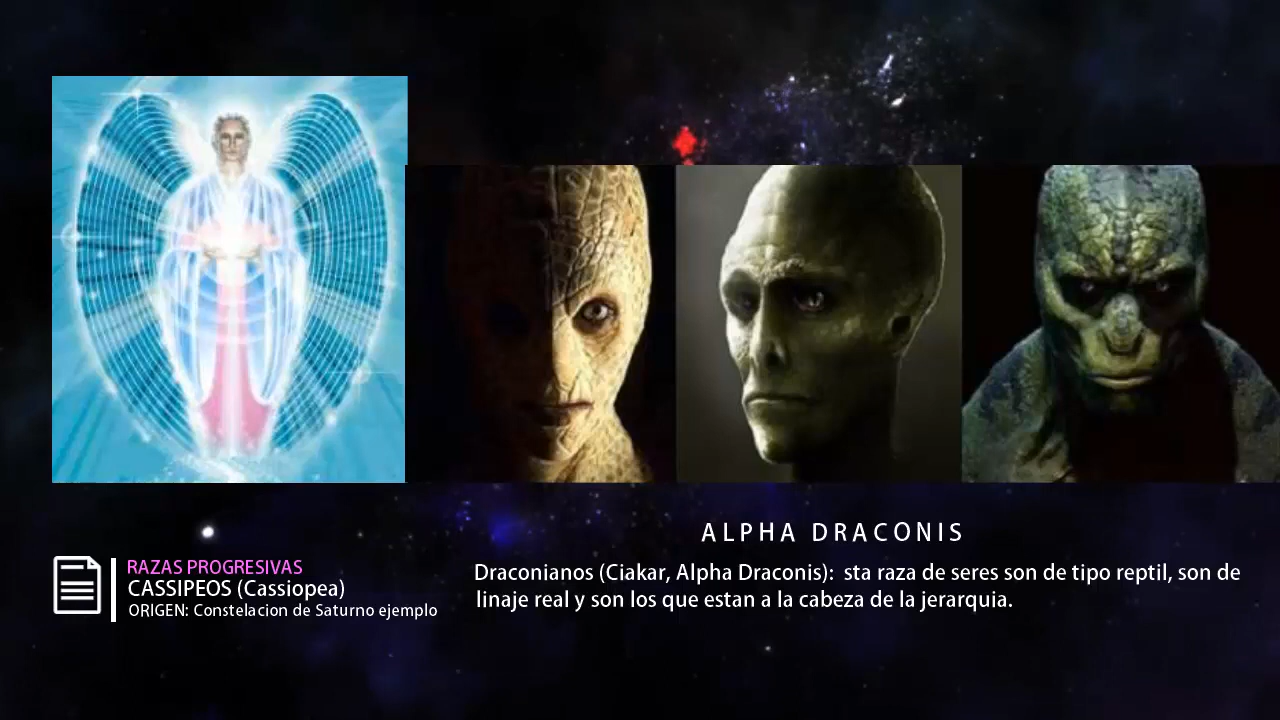 RAZAS PROGRESIVAS
CASSIPEOS (Cassiopea)
ORIGEN: Constelacion de Saturno ejemplo
ALPHA DRACONIS
Draconianos (Ciakar, Alpha Draconis):  sta raza de seres son de tipo reptil, son de
linaje real y son los que estan a la cabeza de la jerarquia.